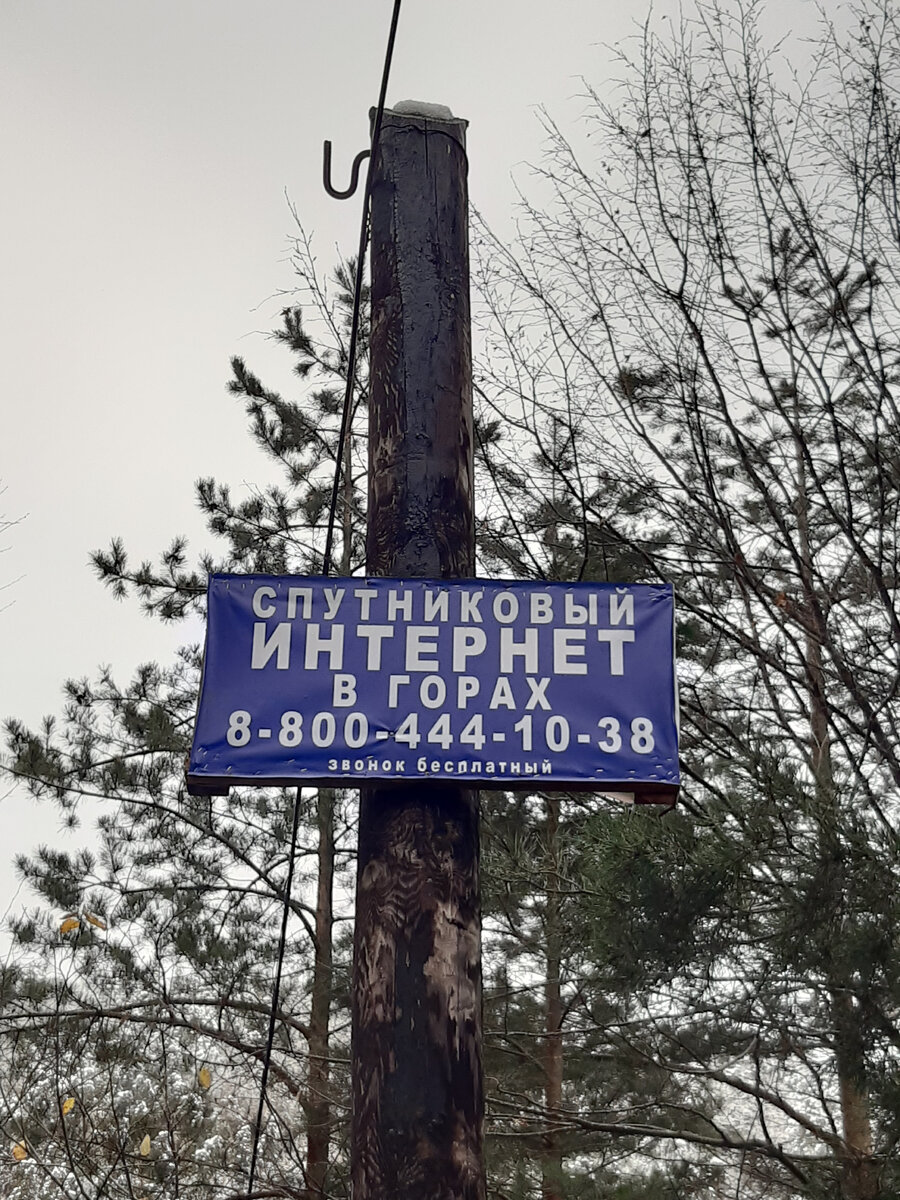 СПУТНИКОВЫЙ
ИНТЕРНЕТ
В ГОРАХ
8-800-444-10-38
звонок бесплатный